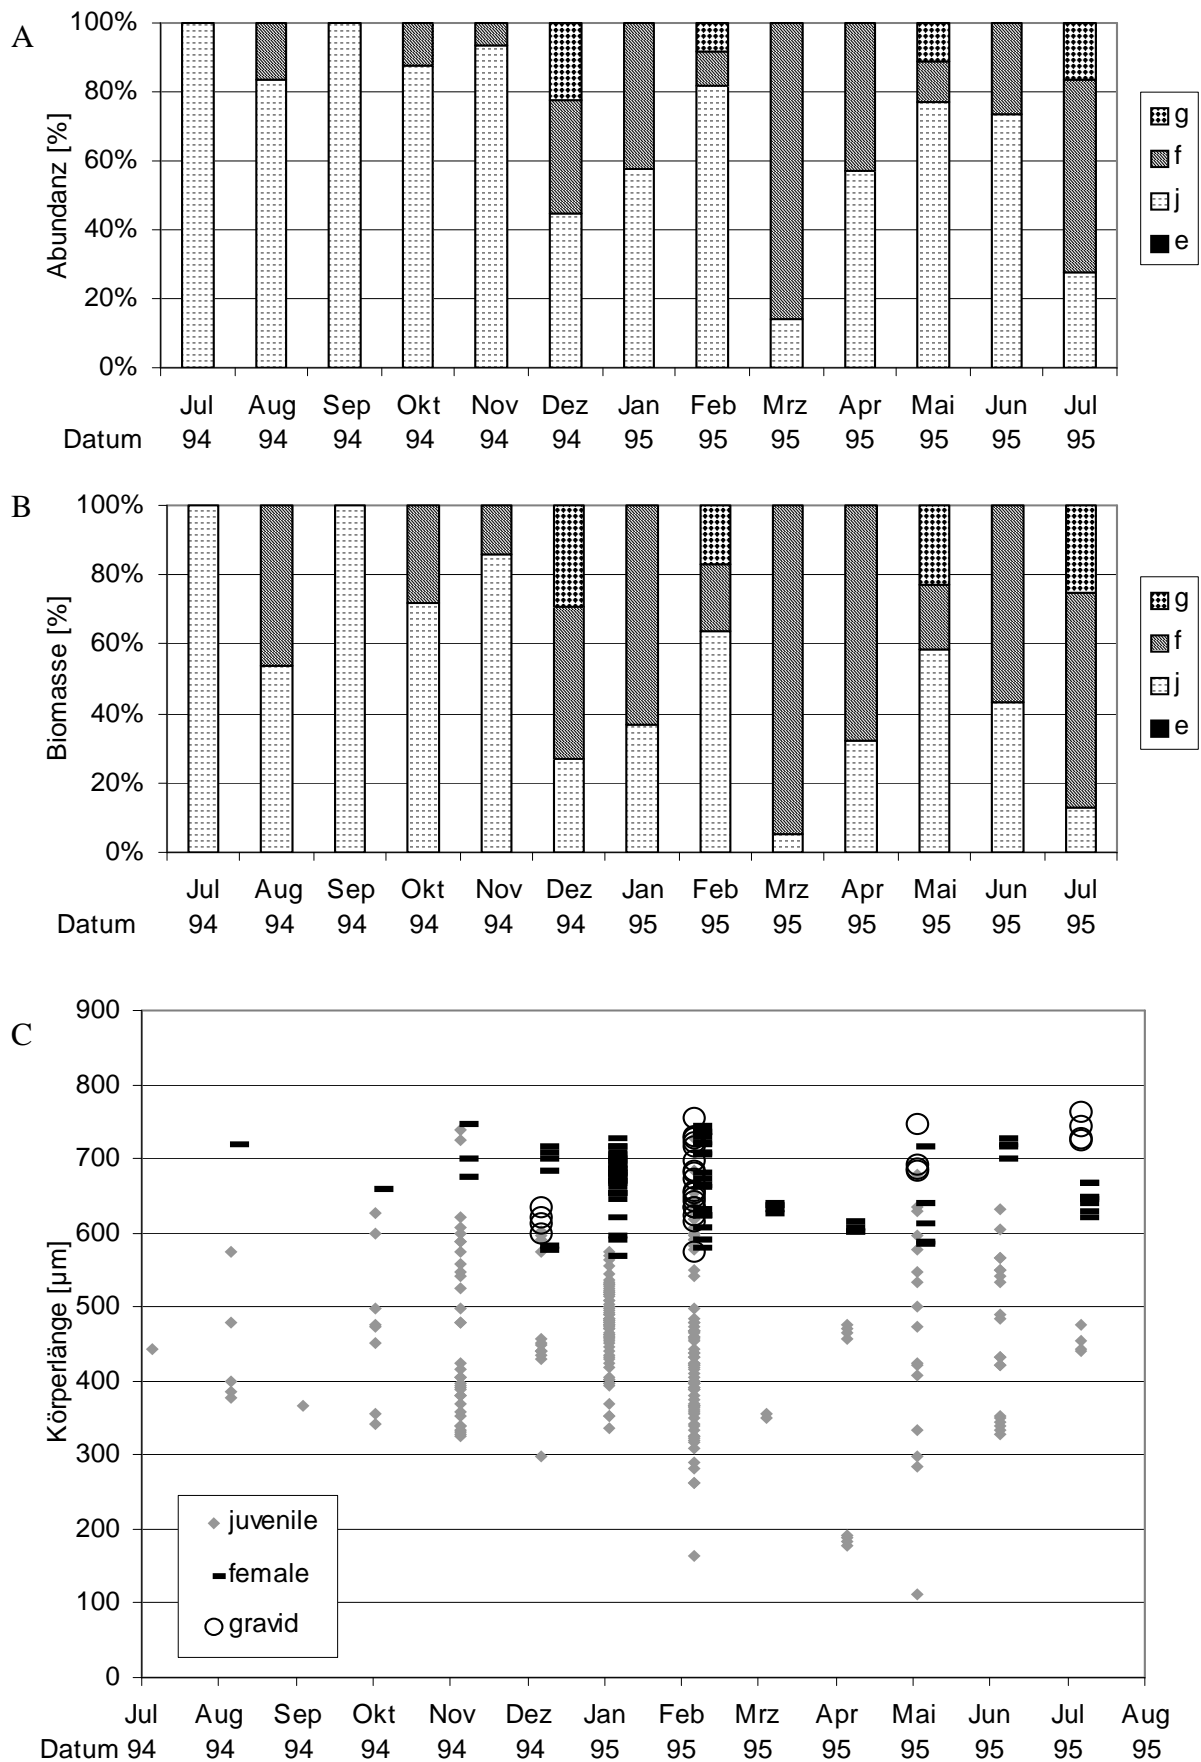 A
100%
80%
60%
40%
20%
0%
Abundanz [%]
Jul Aug Sep Okt Nov Dez Jan Feb Mrz Apr Mai Jun Jul
Datum 94 94 94 94 94 94 95 95 95 95 95 95 95
g
f
j
e
B
100%
80%
60%
40%
20%
0%
Biomasse [%]
Jul Aug Sep Okt Nov Dez Jan Feb Mrz Apr Mai Jun Jul
Datum 94 94 94 94 94 94 95 95 95 95 95 95 95
g
f
j
e
C
900
800
700
600
500
400
300
200
100
0
Körperlänge [µm]
juvenile
female
gravid
Jul Aug Sep Okt Nov Dez Jan Feb Mrz Apr Mai Jun Jul Aug
Datum 94 94 94 94 94 94 95 95 95 95 95 95 95 95